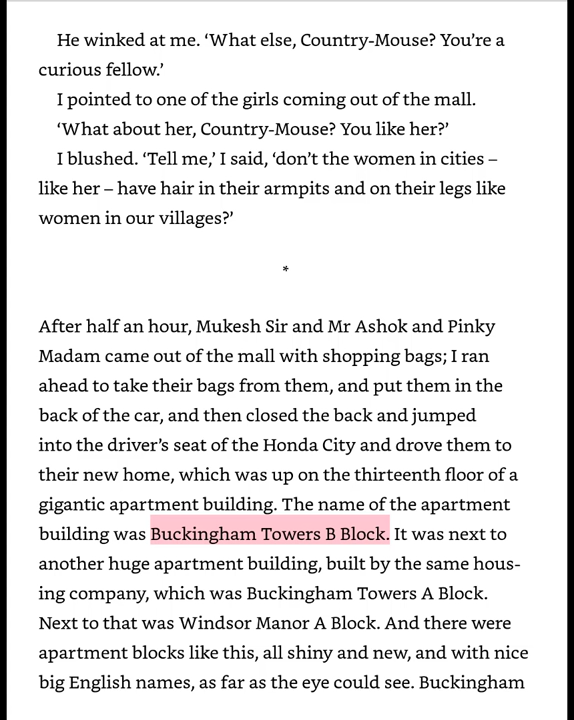 He winked at me. ‘What else, Country-Mouse? You’re a
curious fellow.’
I pointed to one of the girls coming out of the mall.
‘What about her, Country-Mouse? You like her?’
I blushed. ‘Tell me,’ I said, ‘don’t the women in cities –
like her – have hair in their armpits and on their legs like
women in our villages?’
*
After half an hour, Mukesh Sir and Mr Ashok and Pinky
Madam came out of the mall with shopping bags; I ran
ahead to take their bags from them, and put them in the
back of the car, and then closed the back and jumped
into the driver’s seat of the Honda City and drove them to
their new home, which was up on the thirteenth floor of a
gigantic apartment building. The name of the apartment
building was Buckingham Towers B Block. It was next to
another huge apartment building, built by the same hous-
ing company, which was Buckingham Towers A Block.
Next to that was Windsor Manor A Block. And there were
apartment blocks like this, all shiny and new, and with nice
big English names, as far as the eye could see. Buckingham